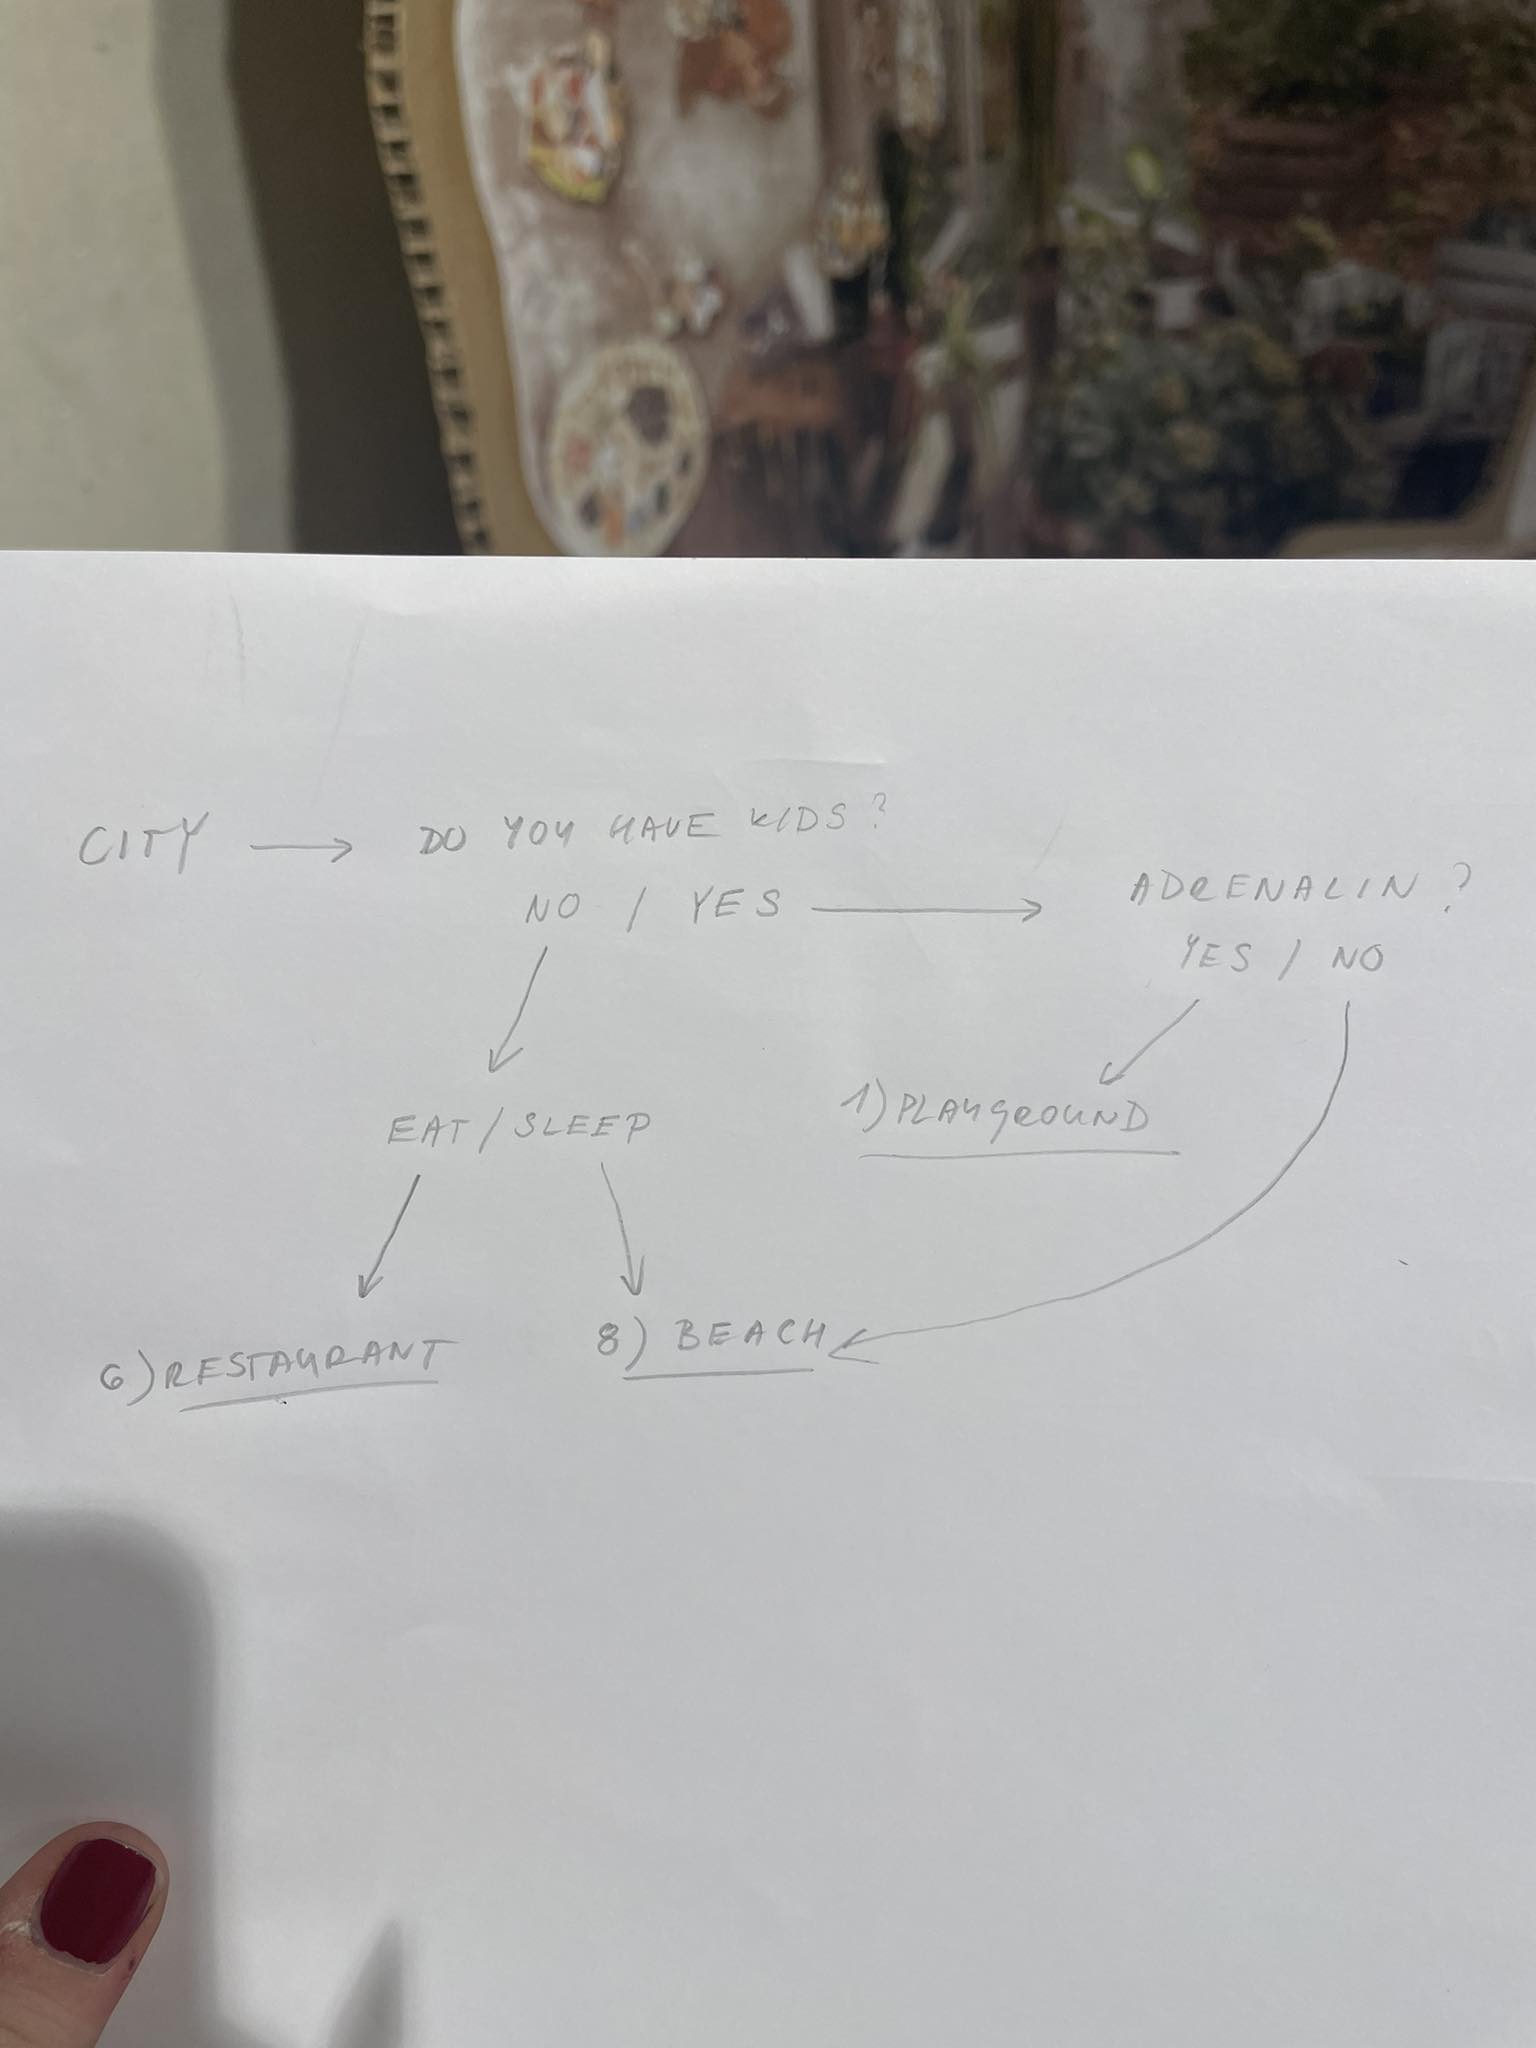 CITY → DO YOU HAVE KIDS?
NO / YES → ADRENALIN?
YES / NO
EAT / SLEEP
1) PLAYGROUND
6) RESTAURANT
8) BEACH